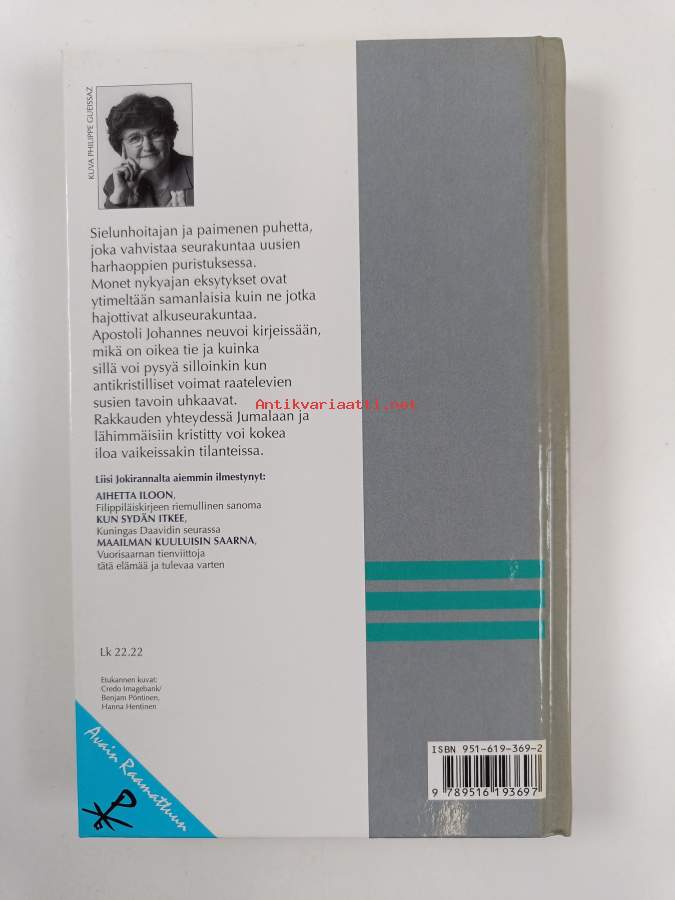 KUVA PHILIPPE GUEISSAZ
Sielunhoitajan ja paimenen puhetta,
joka vahvistaa seurakuntaa uusien
harhaoppien puristuksessa.
Monet nykyajan eksytykset ovat
ytimeltään samanlaisia kuin ne jotka
hajottivat alkuseurakuntaa.
Apostoli Johannes neuvoi kirjeissään,
mikä on oikea tie ja kuinka
sillä voi pysyä silloinkin kun
antikristilliset voimat raatelevien
susien tavoin uhkaavat.
Antikvariaatti.net
Rakkauden yhteydessä Jumalaan ja
lähimmäisiin kristitty voi kokea
iloa vaikeissakin tilanteissa.
Liisi Jokirannalta aiemmin ilmestynyt:
AIHETTA ILOON,
Filippiläiskirjeen riemullinen sanoma
KUN SYDÄN ITKEE,
Kuningas Daavidin seurassa
MAAILMAN KUULUISIN SAARNA,
Vuorisaarnan tienviittoja
tätä elämää ja tulevaa varten
Lk 22.22
Etukannen kuvat:
Credo Imagebank/
Benjam Pöntinen,
Hanna Hentinen
Avain Raamattuun
ISBN 951-619-369-2
9 789516 193697